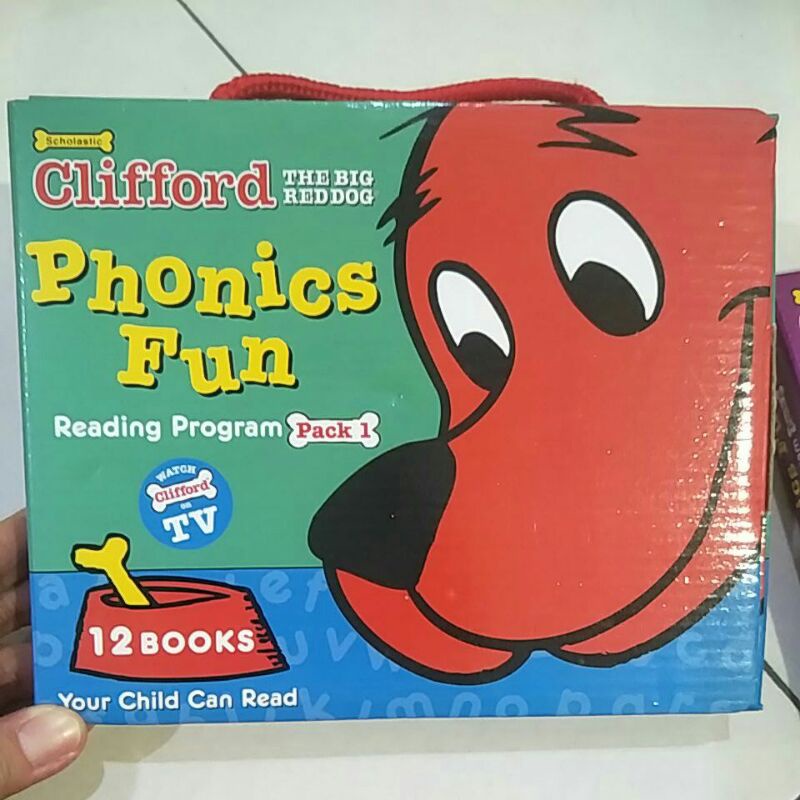 Scholastic
Clifford THE BIG RED DOG
Phonics
Fun
Reading Program Pack 1
WATCH
Clifford
on
TV
12 BOOKS
Your Child Can Read